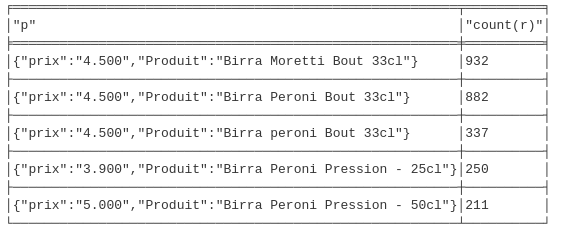 "p" "count(r)"
{"prix":"4.500","Produit":"Birra Moretti Bout 33cl"} 932
{"prix":"4.500","Produit":"Birra Peroni Bout 33cl"} 882
{"prix":"4.500","Produit":"Birra peroni Bout 33cl"} 337
{"prix":"3.900","Produit":"Birra Peroni Pression - 25cl"} 250
{"prix":"5.000","Produit":"Birra Peroni Pression - 50cl"} 211